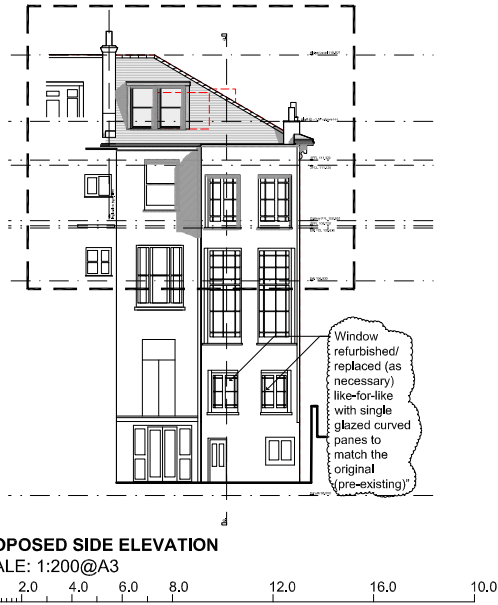 Window
refurbished/
replaced (as
necessary)
like-for-like
with single
glazed curved
panes to
match the
original
(pre-existing)"
OPOSED SIDE ELEVATION
ALE: 1:200@A3
2.0 4.0 6.0 8.0 12.0 16.0 10.0